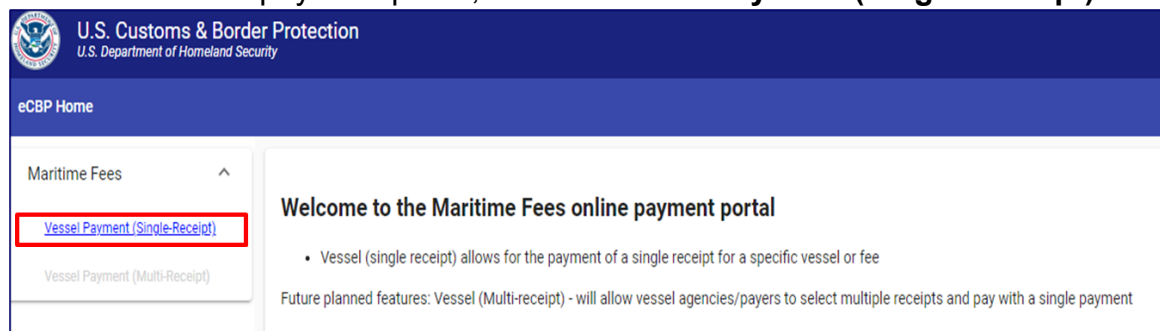 payment p
y
U.S. Customs & Border Protection
U.S. Department of Homeland Security
eCBP Home
Maritime Fees
Welcome to the Maritime Fees online payment portal
Vessel Payment (Single-Receipt)
• Vessel (single receipt) allows for the payment of a single receipt for a specific vessel or fee
Vessel Payment (Multi-Receipt)
Future planned features: Vessel (Multi-receipt) - will allow vessel agencies/payers to select multiple receipts and pay with a single payment